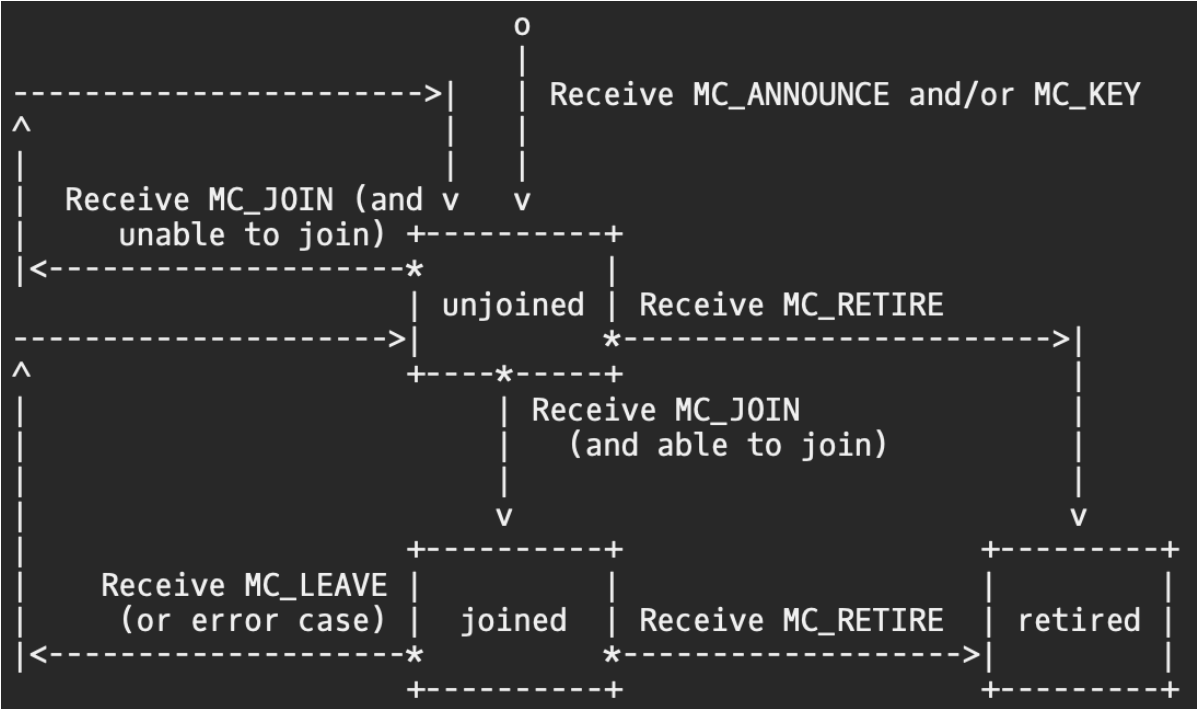 o
Receive MC_ANNOUNCE and/or MC_KEY
Receive MC_JOIN (and
unable to join)
unjoined
Receive MC_RETIRE
Receive MC_JOIN
(and able to join)
Receive MC_LEAVE
(or error case)
joined
Receive MC_RETIRE
retired